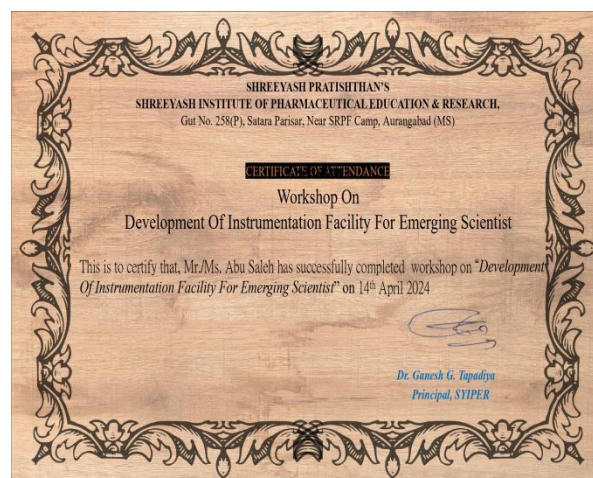 SHREEYASH PRATISHTHAN'S
SHREEYASH INSTITUTE OF PHARMACEUTICAL EDUCATION & RESEARCH,
Gut No. 258(P), Satara Parisar, Near SRPF Camp, Aurangabad (MS)
CERTIFICATE OF ATTENDANCE
Workshop On
Development Of Instrumentation Facility For Emerging Scientist
This is to certify that, Mr./Ms. Abu Saleh has successfully completed workshop on "Development
Of Instrumentation Facility For Emerging Scientist" on 14th April 2024
Dr. Ganesh G. Tapadiya
Principal, SYIPER